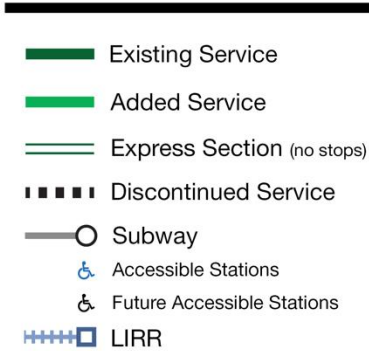 Existing Service
Added Service
Express Section (no stops)
Discontinued Service
Subway
Accessible Stations
Future Accessible Stations
LIRR